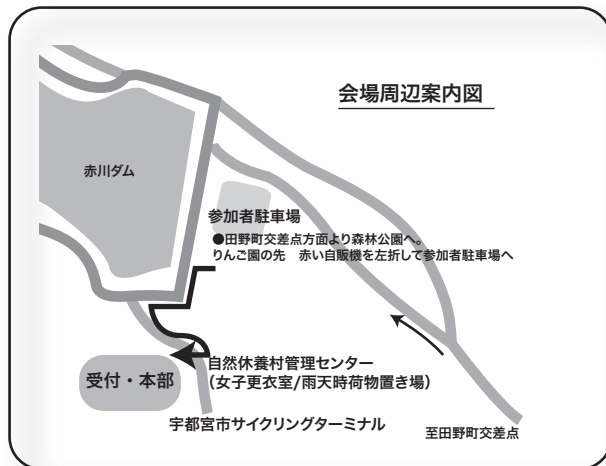 会場周辺案内図
赤川ダム
参加者駐車場
●田野町交差点方面より森林公園へ。
りんご園の先　赤い自販機を左折して参加者駐車場へ
自然休養村管理センター
（女子更衣室/雨天時荷物置き場）
受付・本部
宇都宮市サイクリングターミナル
至田野町交差点